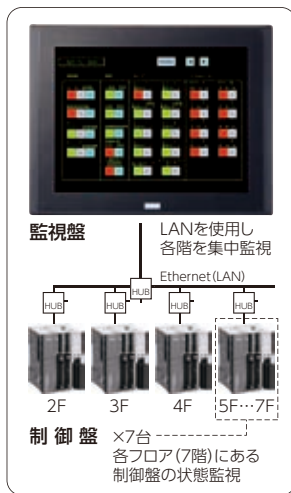 監視盤
LANを使用し
各階を集中監視
Ethernet(LAN)
HUB
HUB
HUB
HUB
HUB
2F
3F
4F
5F…7F
制御盤
×7台
各フロア(7階)にある
制御盤の状態監視